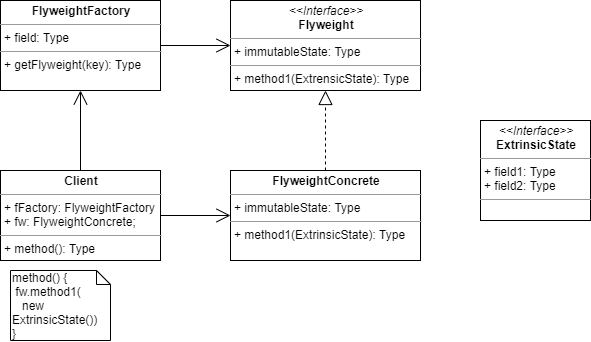 FlyweightFactory
+ field: Type
+ getFlyweight(key): Type
<<Interface>>
Flyweight
+ immutableState: Type
+ method1(ExtrensicState): Type
<<Interface>>
ExtrinsicState
+ field1: Type
+ field2: Type
Client
+ fFactory: FlyweightFactory
+ fw: FlyweightConcrete;
+ method(): Type
FlyweightConcrete
+ immutableState: Type
+ method1(ExtrinsicState): Type
method() {
fw.method1(
new
ExtrinsicState())
}